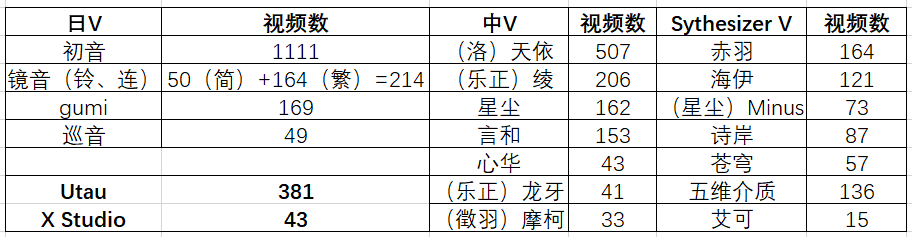 日V 视频数 中V 视频数 Sythesizer V 视频数
初音 1111 （洛）天依 507 赤羽 164
镜音（铃、连） 50（简）+164（繁）=214 （乐正）绫 206 海伊 121
gumi 169 星尘 162 （星尘）Minus 73
巡音 49 言和 153 诗岸 87
心华 43 苍穹 57
Utau 381 （乐正）龙牙 41 五维介质 136
X Studio 43 （徵羽）摩柯 33 艾可 15